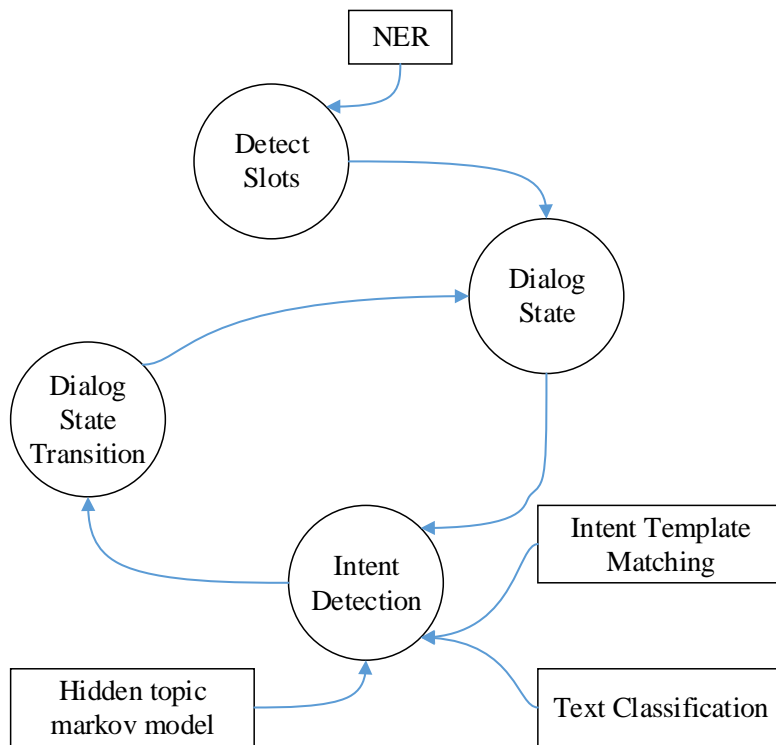 NER
Detect
Slots
Dialog
State
Dialog
State
Transition
Intent
Detection
Intent Template
Matching
Hidden topic
markov model
Text Classification